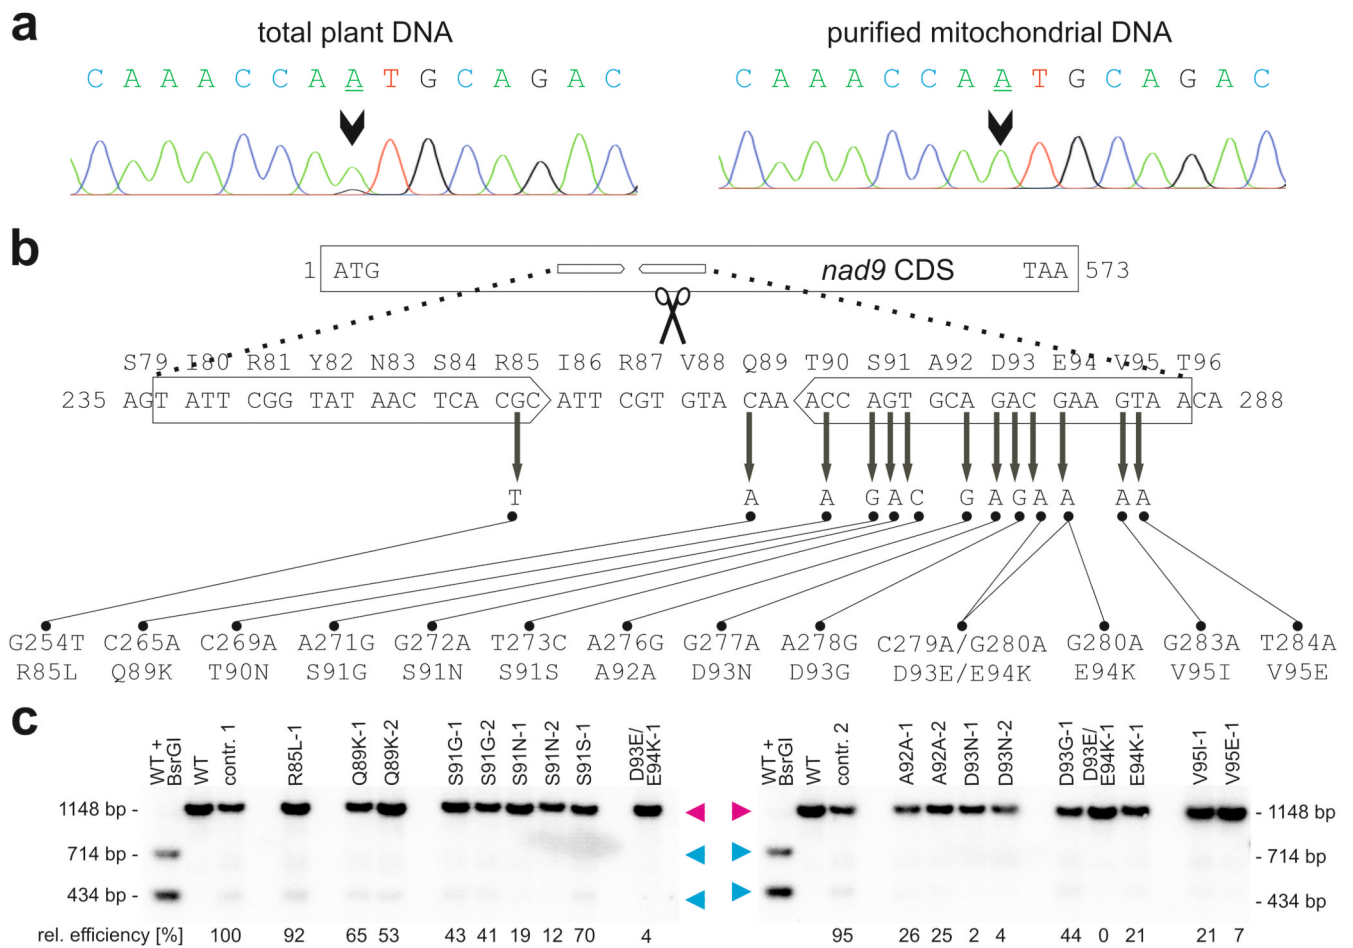 a
total plant DNA
purified mitochondrial DNA
C A A A C C A A T G C A G A C
C A A A C C A A T G C A G A C
b
1 ATG nad9 CDS TAA 573
S79 I80 R81 Y82 N83 S84 R85 I86 R87 V88 Q89 T90 S91 A92 D93 E94 V95 T96
235 AGT ATT CGG TAT AAC TCA CGC ATT CGT GTA CAA ACC AGT GCA GAC GAA GTA ACA 288
T A A G A C G A G A A A A
G254T C265A C269A A271G G272A T273C A276G G277A A278G C279A/G280A G280A G283A T284A
R85L Q89K T90N S91G S91N S91S A92A D93N D93G D93E/E94K E94K V95I V95E
c
WT + BsrGI
WT
contr. 1
R85L-1
Q89K-1
Q89K-2
S91G-1
S91G-2
S91N-1
S91N-2
S91S-1
D93E/
E94K-1
WT + BsrGI
WT
contr. 2
A92A-1
A92A-2
D93N-1
D93N-2
D93G-1
D93E/
E94K-1
E94K-1
V95I-1
V95E-1
1148 bp -
- 1148 bp
714 bp -
- 714 bp
434 bp -
- 434 bp
rel. efficiency [%] 100 92 65 53 43 41 19 12 70 4 95 26 25 2 4 44 0 21 21 7